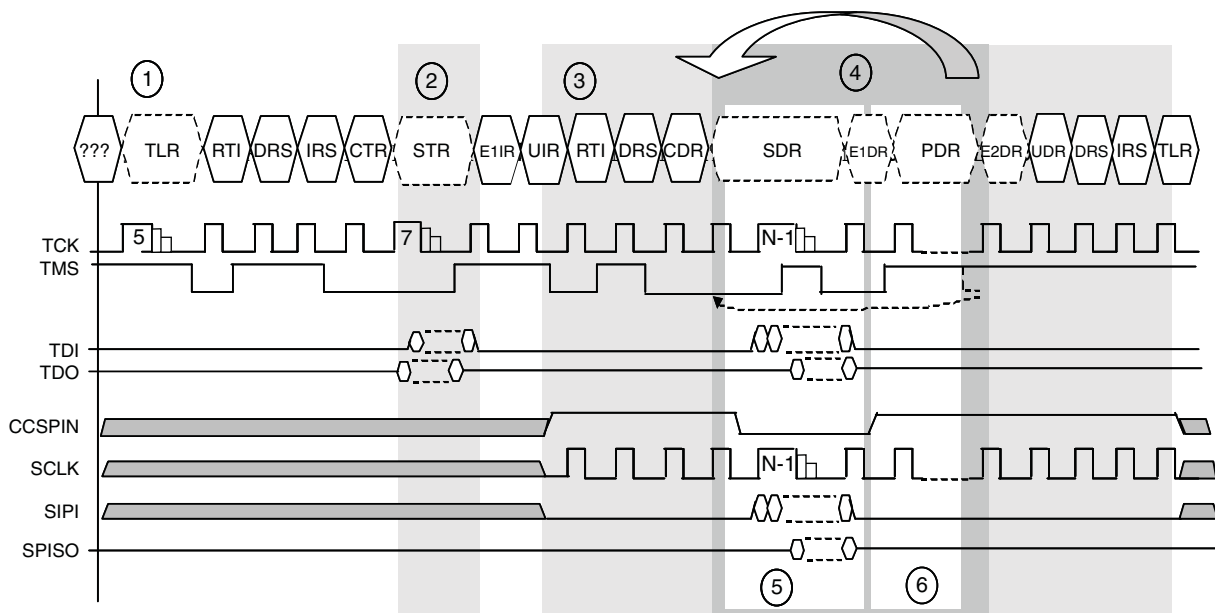 1 2 3 4
??? TLR RTI DRS IRS CTR STR E1IR UIR RTI DRS CDR SDR E1DR PDR E2DR UDR DRS IRS TLR
TCK 5 7 N-1
TMS
TDI
TDO
CCSPIN
SCLK N-1
SIPI
SPISO
5 6